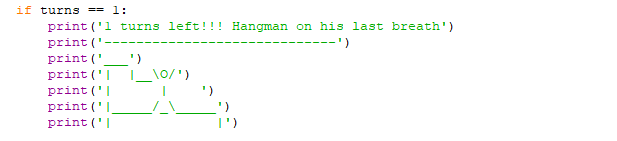 if turns == 1:
    print('1 turns left!!! Hangman on his last breath')
    print('-----------------------------')
    print('___')
    print('|  |__\O/')
    print('|      |    ')
    print('|_____/_\_____')
    print('|             |')